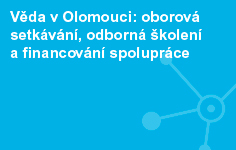 Věda v Olomouci: oborová
setkávání, odborná školení
a financování spolupráce